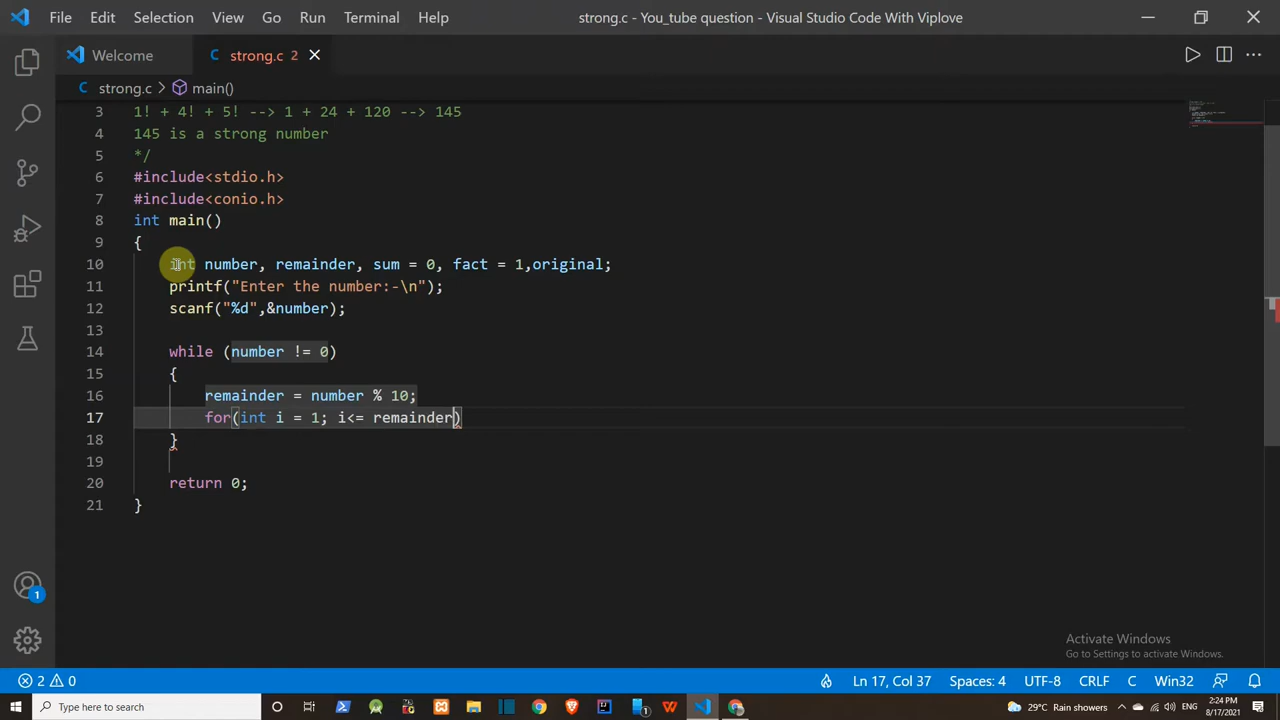 File Edit Selection View Go Run Terminal Help strong.c - You_tube question - Visual Studio Code With Viplove
Welcome C strong.c 2
C strong.c > main()
3 1! + 4! + 5! --> 1 + 24 + 120 --> 145
4 145 is a strong number
5 */
6 #include<stdio.h>
7 #include<conio.h>
8 int main()
9 {
10 int number, remainder, sum = 0, fact = 1,original;
11 printf("Enter the number:-\n");
12 scanf("%d",&number);
13
14 while (number != 0)
15 {
16 remainder = number % 10;
17 for(int i = 1; i<= remainder)
18 }
19
20 return 0;
21 }
Activate Windows
Go to Settings to activate Windows.
1
2 0 Ln 17, Col 37 Spaces: 4 UTF-8 CRLF C Win32
Type here to search 1 29°C Rain showers ENG 2:24 PM
8/17/2021